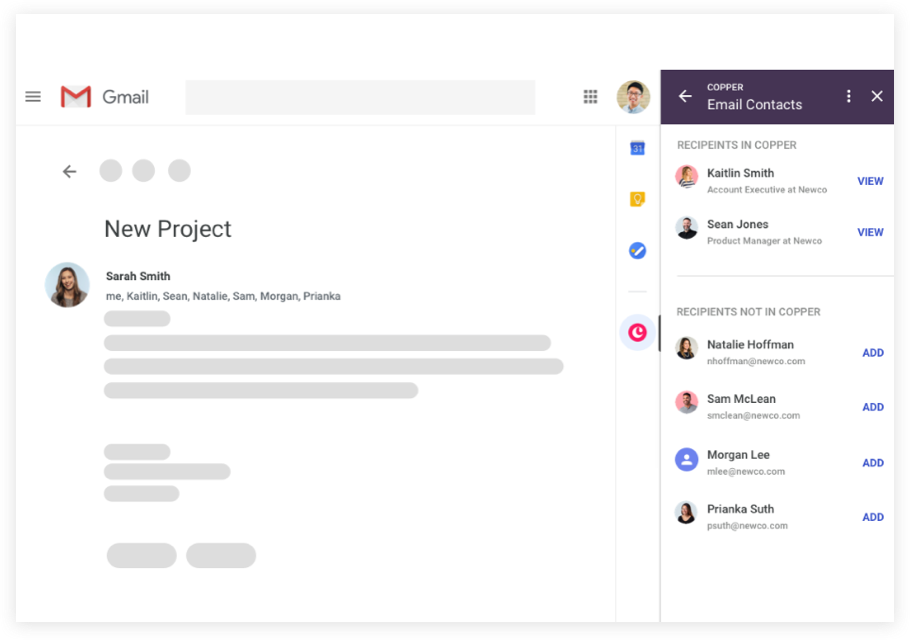 Gmail
New Project
Sarah Smith
me, Kaitlin, Sean, Natalie, Sam, Morgan, Prianka
31
COPPER
Email Contacts
RECIPEINTS IN COPPER
Kaitlin Smith
Account Executive at Newco
VIEW
Sean Jones
Product Manager at Newco
VIEW
RECIPIENTS NOT IN COPPER
Natalie Hoffman
nhoffman@newco.com
ADD
Sam McLean
smclean@newco.com
ADD
Morgan Lee
mlee@newco.com
ADD
Prianka Suth
psuth@newco.com
ADD